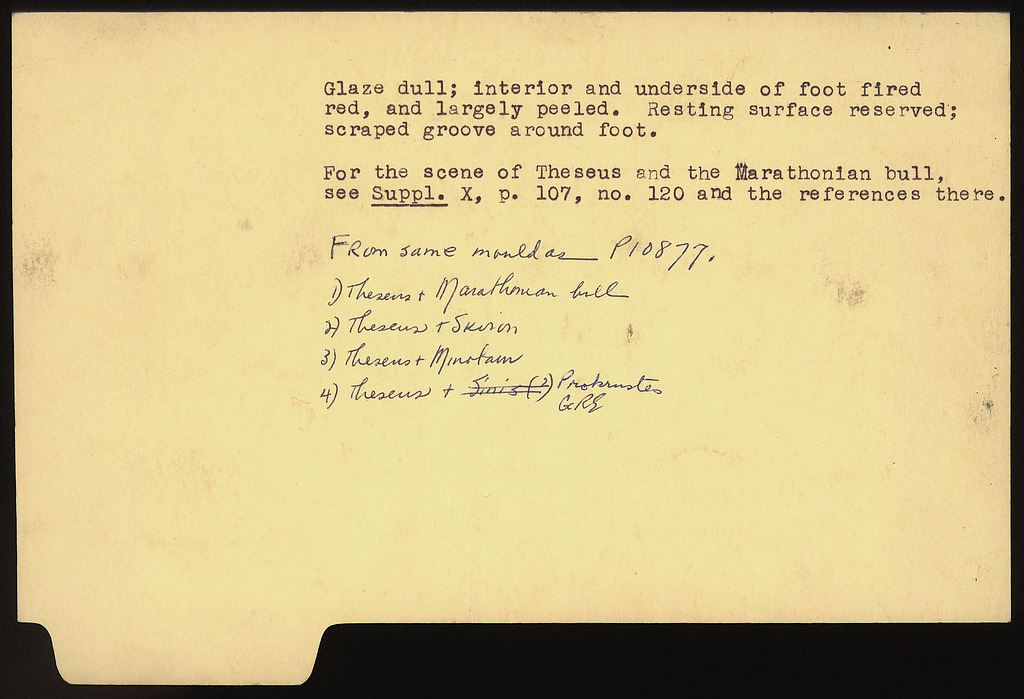 Glaze dull; interior and underside of foot fired
red, and largely peeled. Resting surface reserved;
scraped groove around foot.
For the scene of Theseus and the Marathonian bull,
see Suppl. X, p. 107, no. 120 and the references there.
From same mould as P10877.
1) Theseus + Marathonian bull
2) Theseus + Skiron
3) Theseus + Minotaur
4) Theseus + Sinis (?) Prokrustes
GRE